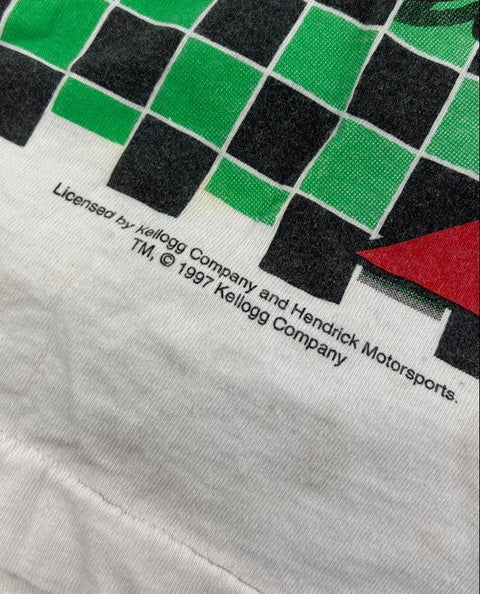 Licensed by Kellogg Company and Hendrick Motorsports.
TM, © 1997 Kellogg Company